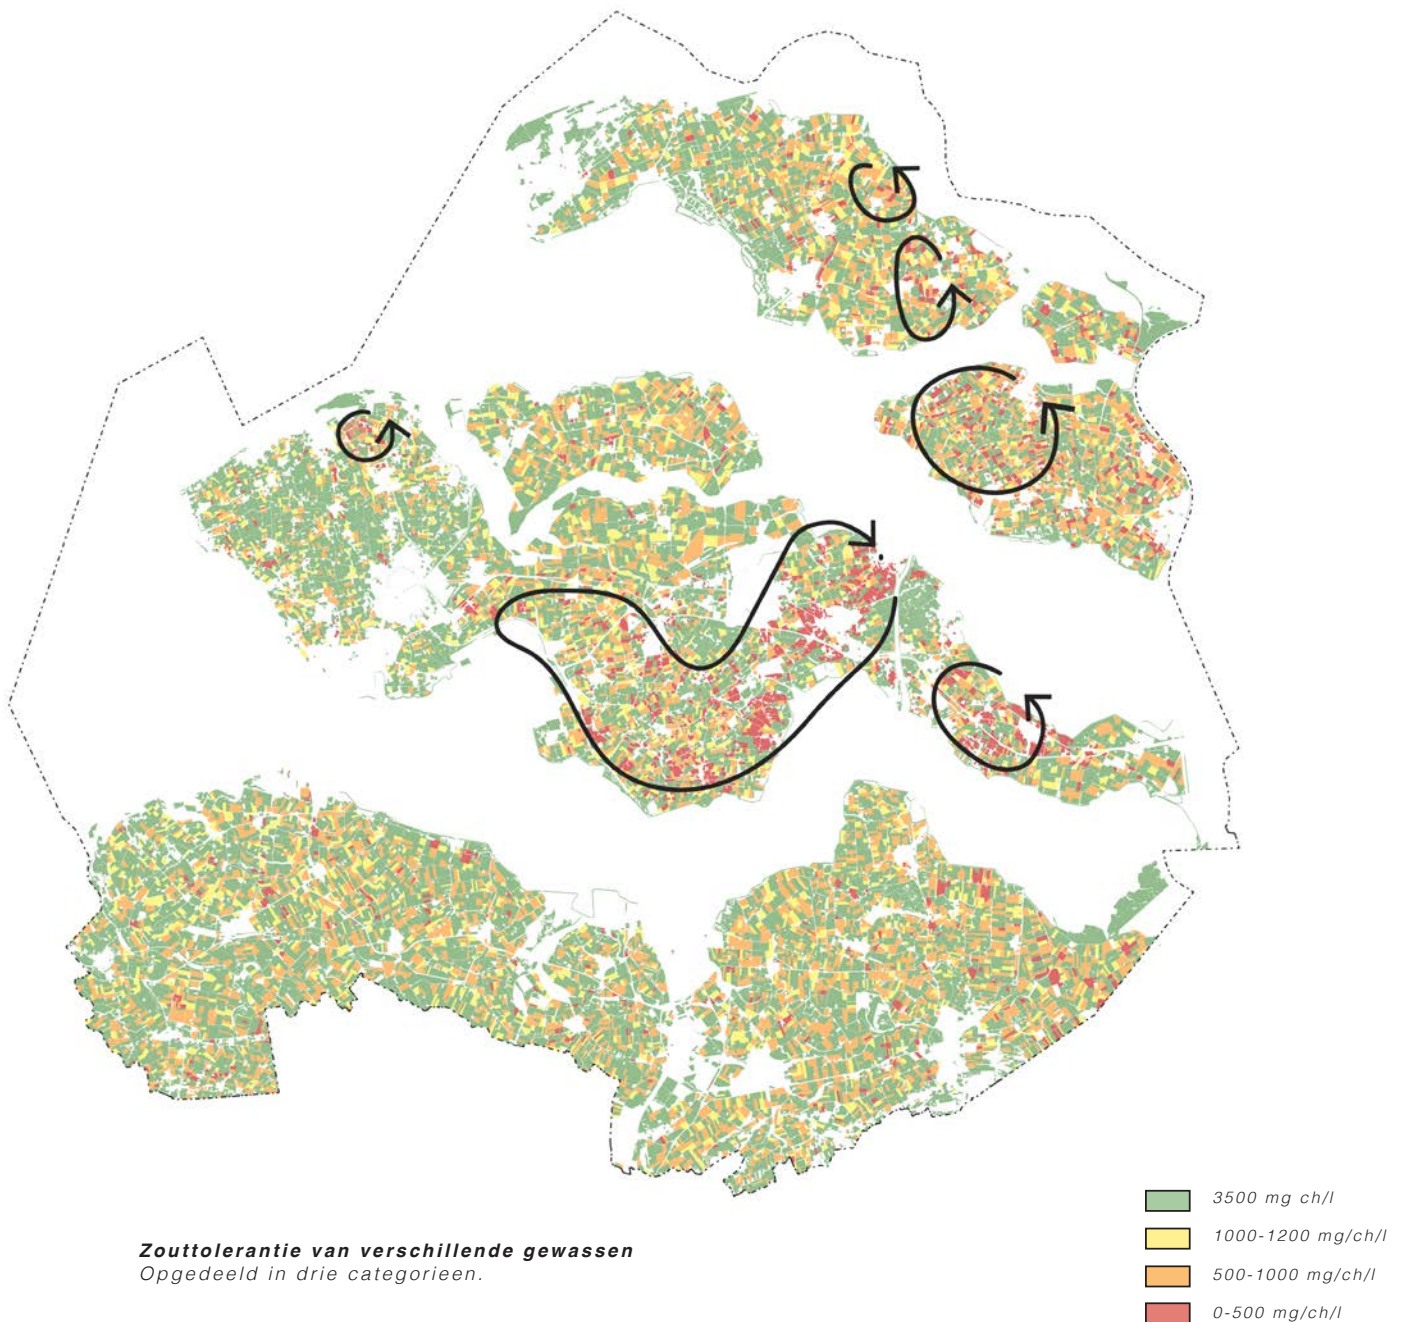 Zouttolerantie van verschillende gewassen
Opgedeeld in drie categorieen.
3500 mg ch/l
1000-1200 mg/ch/l
500-1000 mg/ch/l
0-500 mg/ch/l